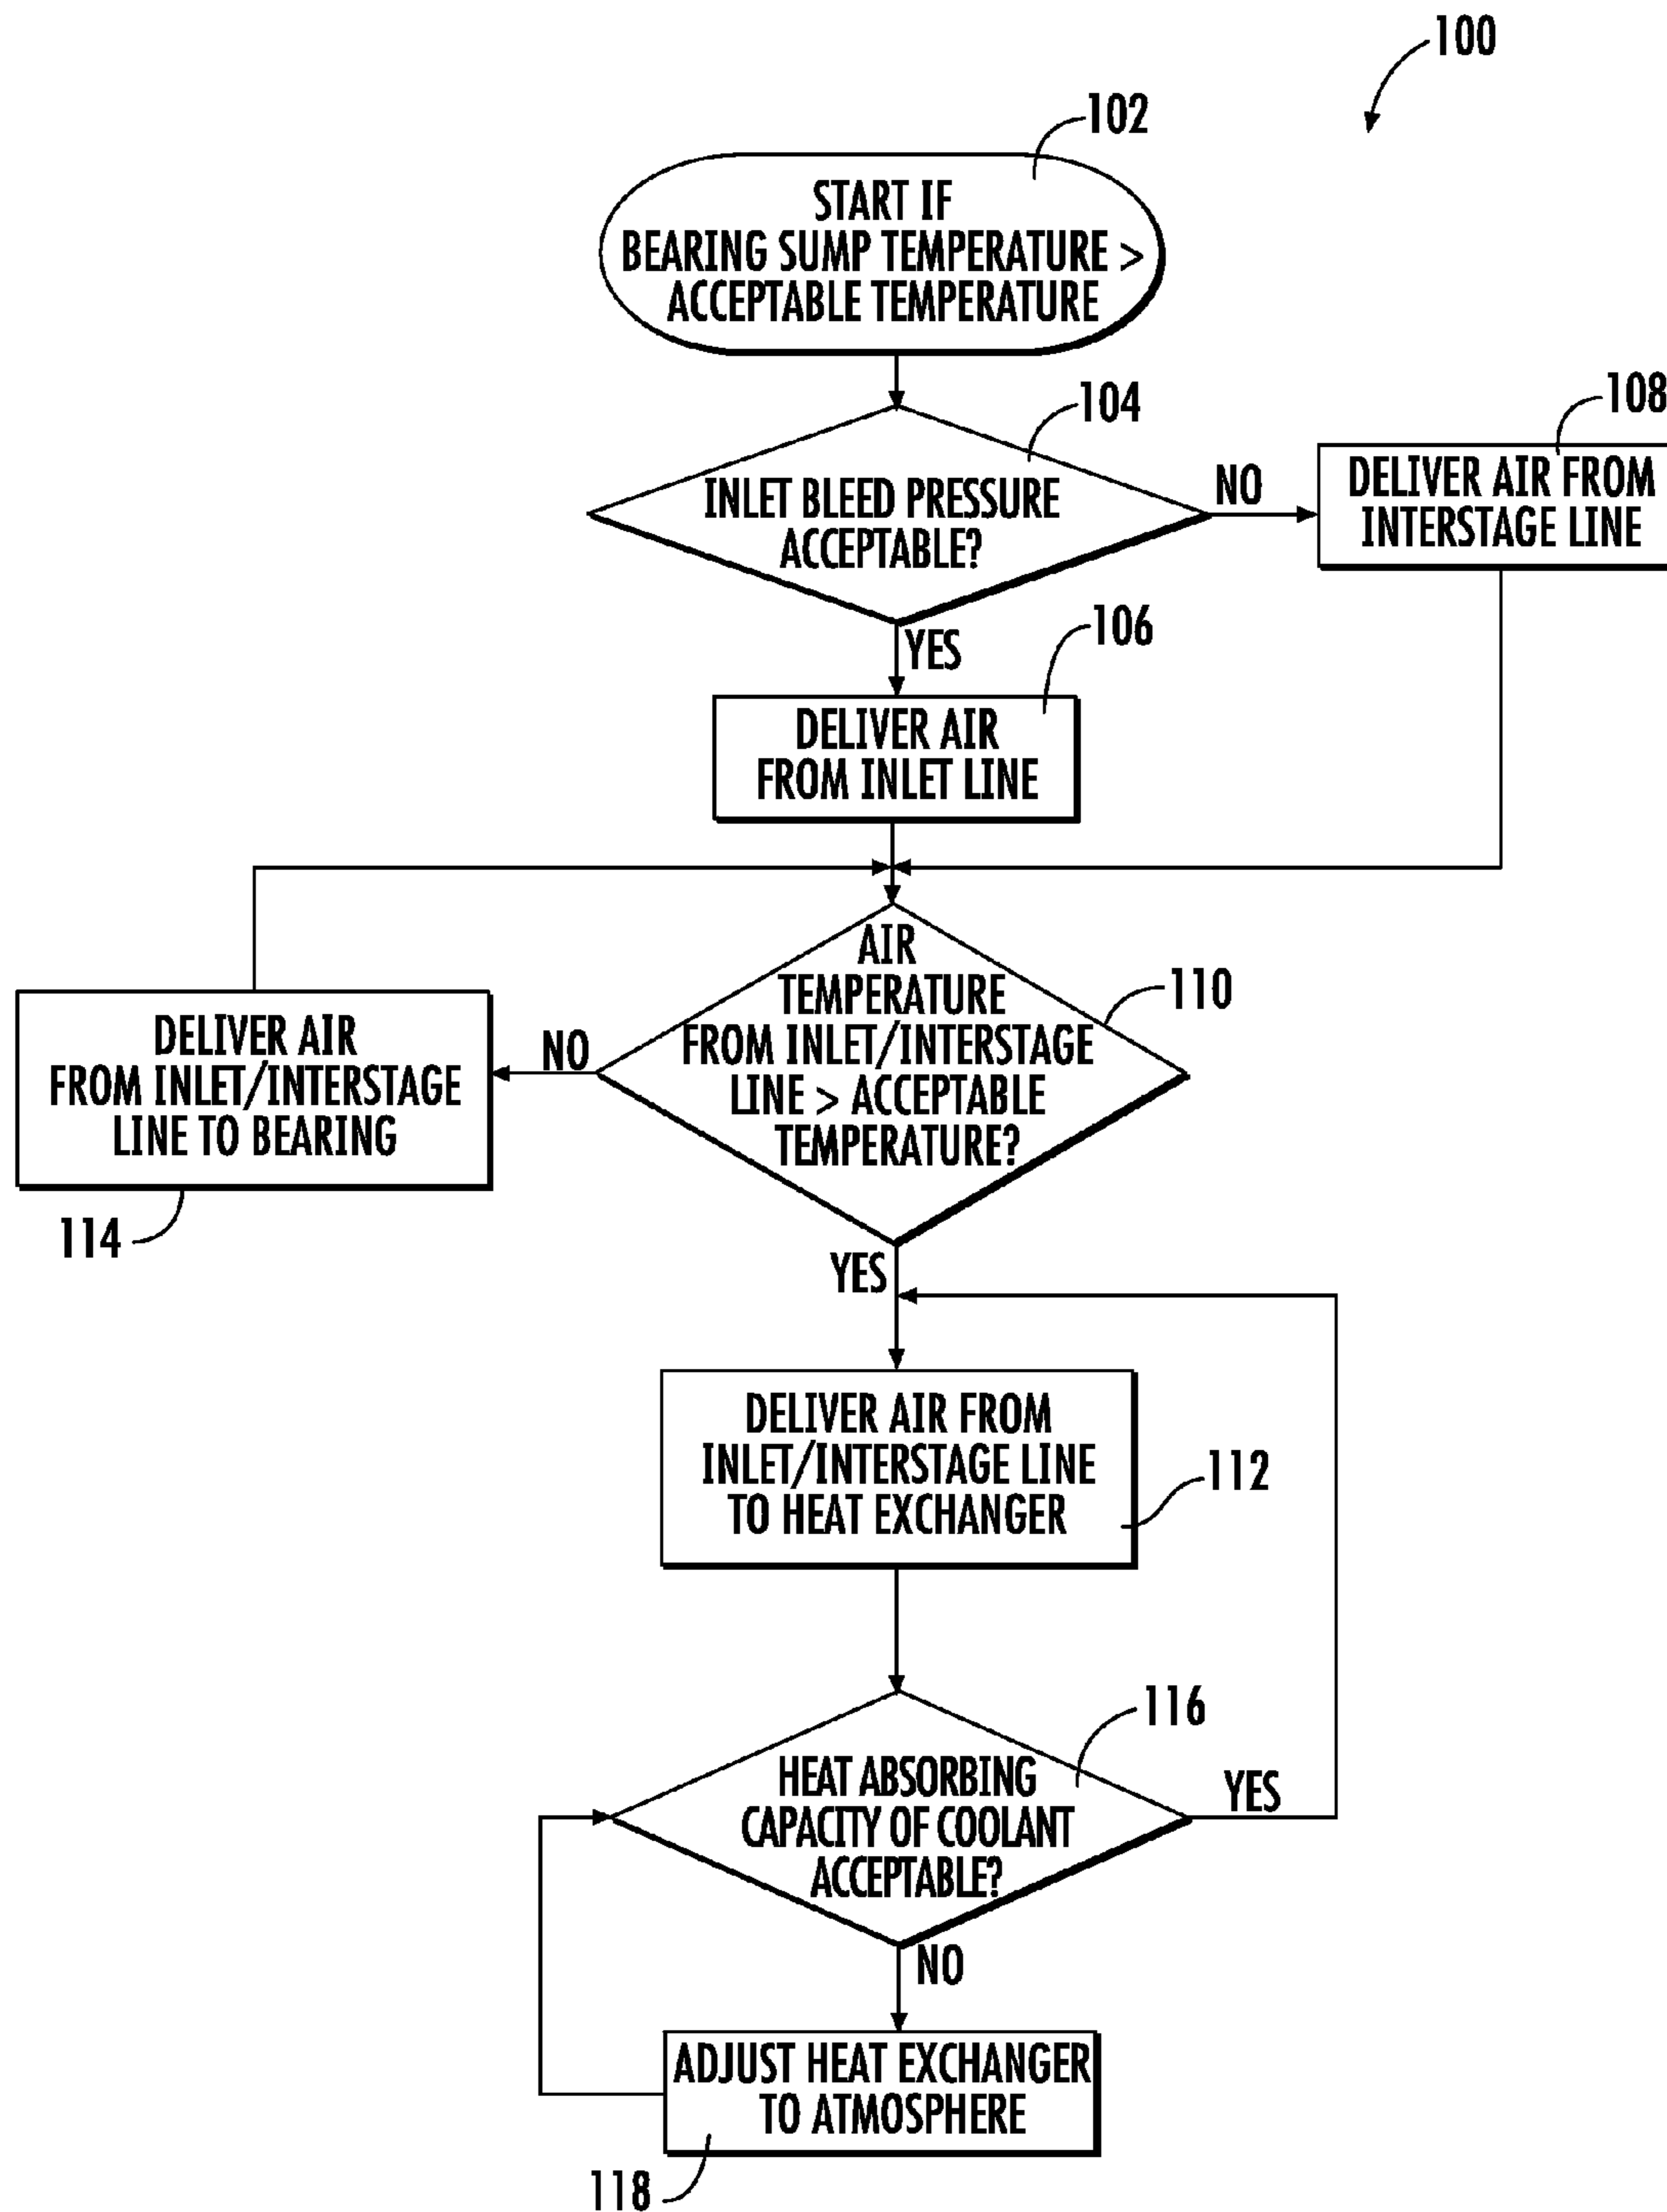 100
102
START IF
BEARING SUMP TEMPERATURE >
ACCEPTABLE TEMPERATURE
104
INLET BLEED PRESSURE
ACCEPTABLE?
NO
108
DELIVER AIR FROM
INTERSTAGE LINE
YES
106
DELIVER AIR
FROM INLET LINE
110
AIR
TEMPERATURE
FROM INLET/INTERSTAGE
LINE > ACCEPTABLE
TEMPERATURE?
NO
DELIVER AIR
FROM INLET/INTERSTAGE
LINE TO BEARING
114
YES
DELIVER AIR FROM
INLET/INTERSTAGE LINE
TO HEAT EXCHANGER
112
116
HEAT ABSORBING
CAPACITY OF COOLANT
ACCEPTABLE?
YES
NO
ADJUST HEAT EXCHANGER
TO ATMOSPHERE
118